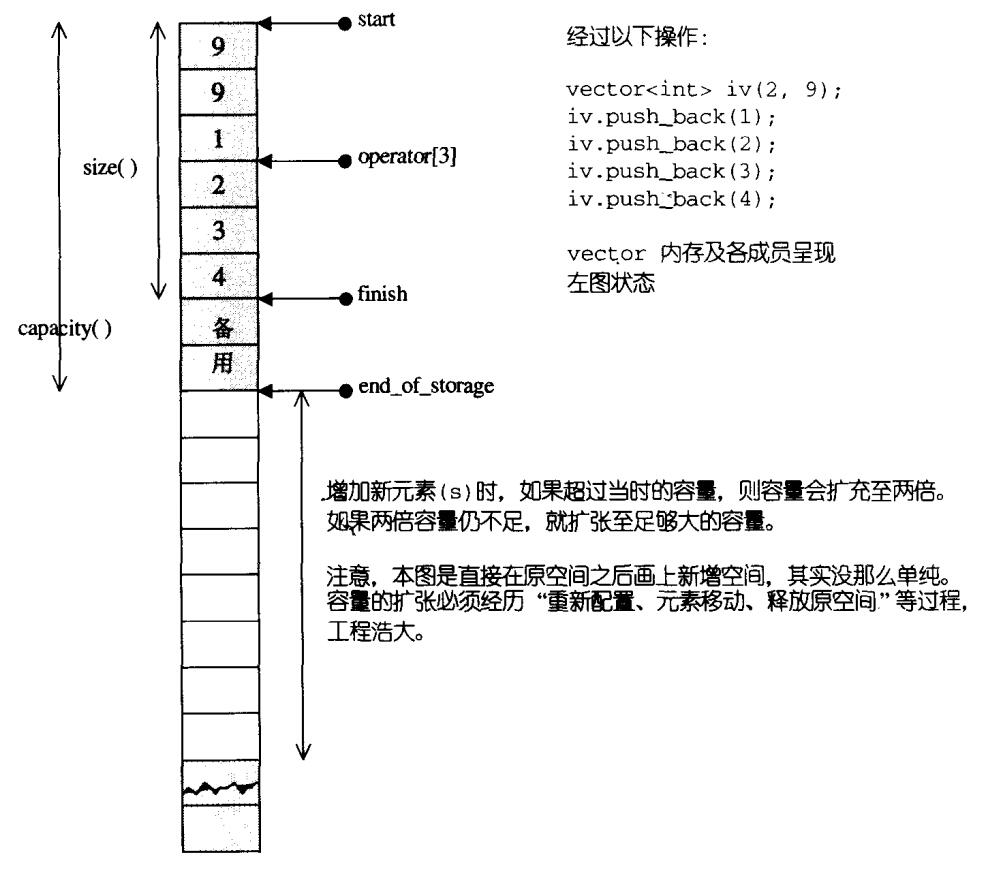 start
9
9
1
operator[3]
size( )
2
3
4
finish
capacity( )
备
用
end_of_storage
经过以下操作：
vector<int> iv(2, 9);
iv.push_back(1);
iv.push_back(2);
iv.push_back(3);
iv.push_back(4);
vector 内存及各成员呈现
左图状态
增加新元素(s)时，如果超过当时的容量，则容量会扩充至两倍。
如果两倍容量仍不足，就扩张至足够大的容量。
注意，本图是直接在原空间之后画上新增空间，其实没那么单纯。
容量的扩张必须经历“重新配置、元素移动、释放原空间”等过程，
工程浩大。